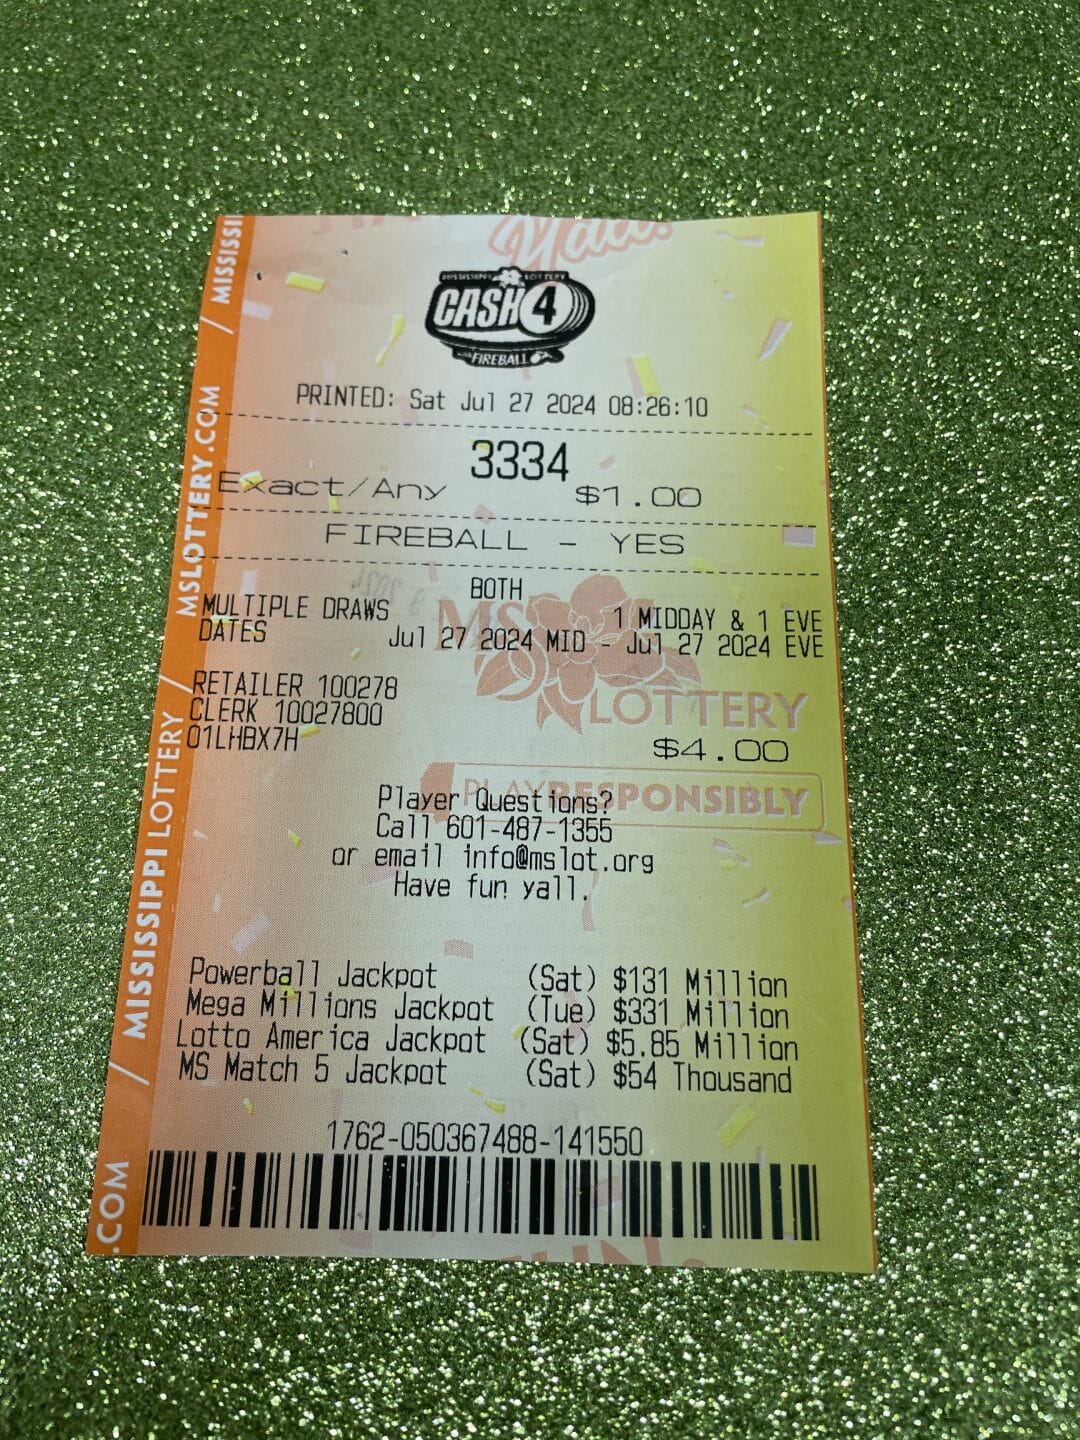 Yall!
MISSISSIPPI LOTTERY
CASH 4
FIREBALL
PRINTED: Sat Jul 27 2024 08:26:10
3334
Exact/Any $1.00
FIREBALL - YES
BOTH
MULTIPLE DRAWS 1 MIDDAY & 1 EVE
DATES Jul 27 2024 MID - Jul 27 2024 EVE
MS
LOTTERY
RETAILER 100278
CLERK 10027800
01LHBX7H
$4.00
PLAYRESPONSIBLY
Player Questions?
Call 601-487-1355
or email info@mslot.org
Have fun yall.
Powerball Jackpot (Sat) $131 Million
Mega Millions Jackpot (Tue) $331 Million
Lotto America Jackpot (Sat) $5.85 Million
MS Match 5 Jackpot (Sat) $54 Thousand
1762-050367488-141550
.COM / MISSISSIPPI LOTTERY / MSLOTTERY.COM / MISSISSI